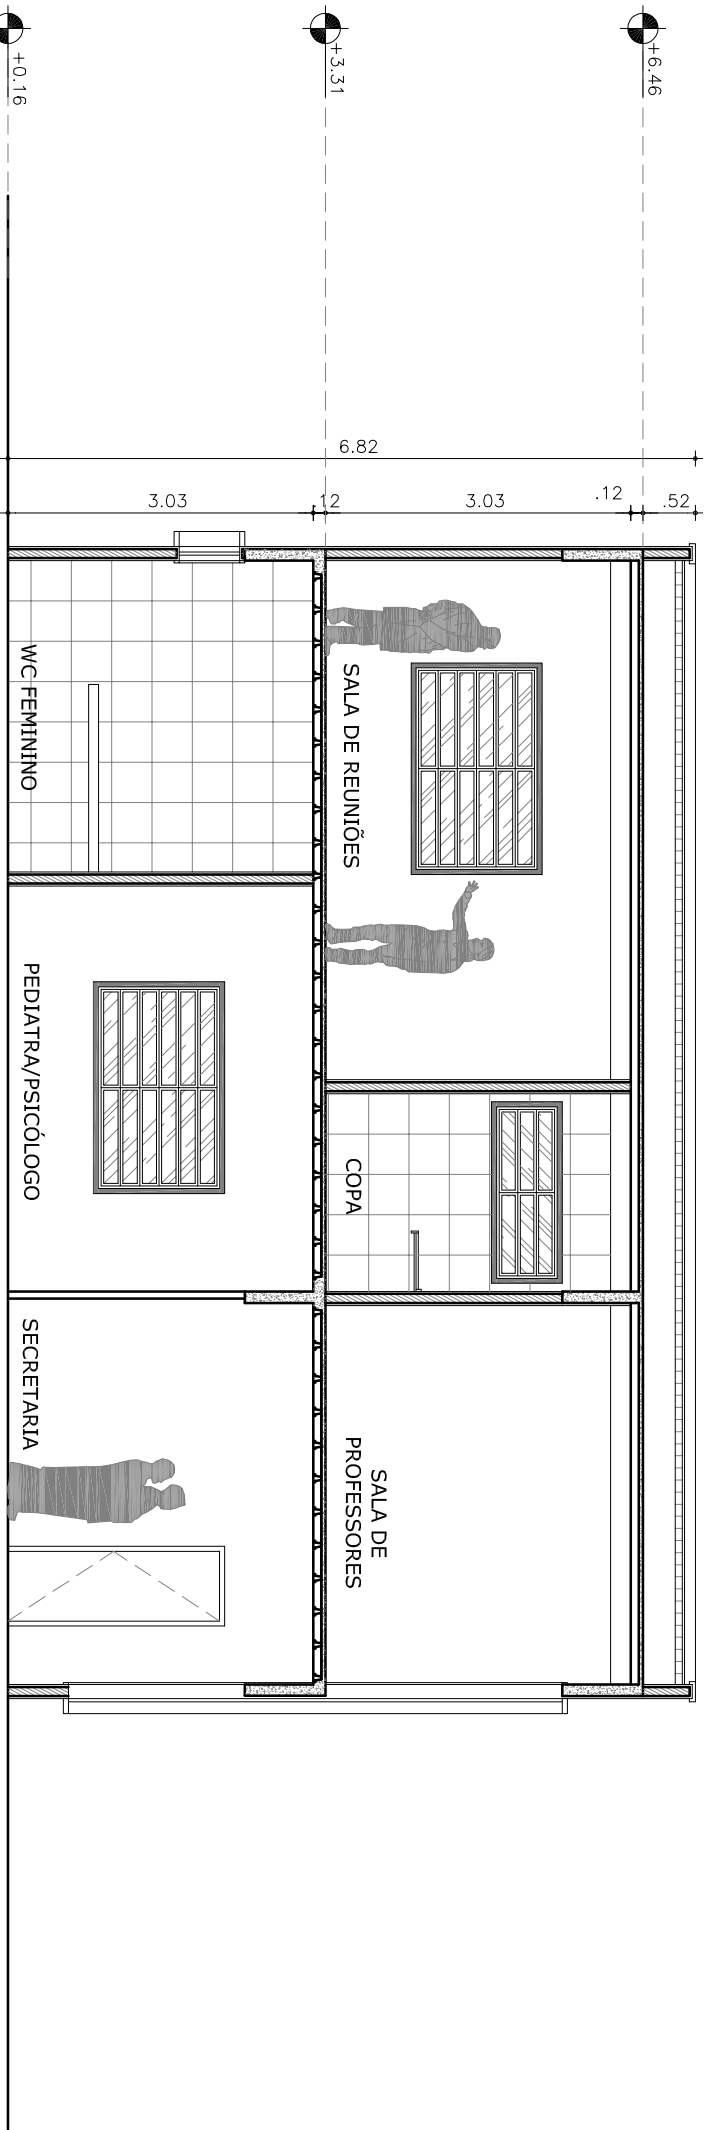 +0.16
+3.31
+6.46
6.82
3.03
.12
3.03
.12
.52
SALA DE REUNIÕES
COPA
SALA DE
PROFESSORES
WC FEMININO
PEDIATRA/PSICÓLOGO
SECRETARIA